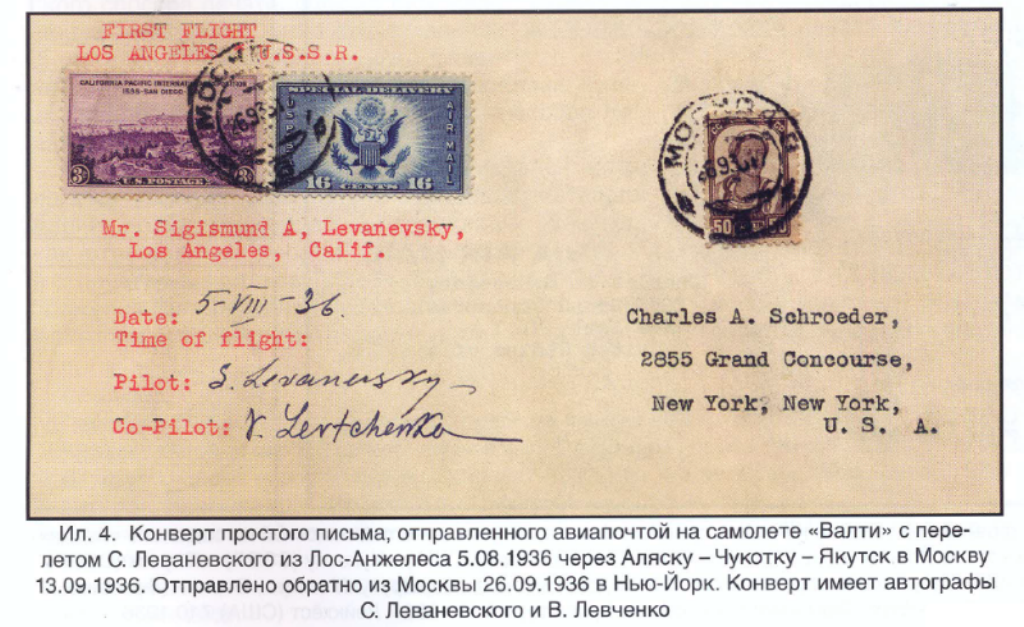 FIRST FLIGHT
LOS ANGELES U.S.S.R.
CALIFORNIA PACIFIC
1935-SAN DIEGO-
3
3
U.S. POSTAGE
SPECIAL DELIVERY
USPS
AIR MAIL
16 CENTS 16
50 50
Mr. Sigismund A, Levanevsky,
Los Angeles, Calif.
Date: 5-VIII-36.
Time of flight:
Pilot: S. Levanevsky
Co-Pilot: V. Levtchenko
Charles A. Schroeder,
2855 Grand Concourse,
New York, New York,
U. S. A.
Ил. 4. Конверт простого письма, отправленного авиапочтой на самолете «Валти» с пере-
летом С. Леваневского из Лос-Анжелеса 5.08.1936 через Аляску – Чукотку – Якутск в Москву
13.09.1936. Отправлено обратно из Москвы 26.09.1936 в Нью-Йорк. Конверт имеет автографы
С. Леваневского и В. Левченко